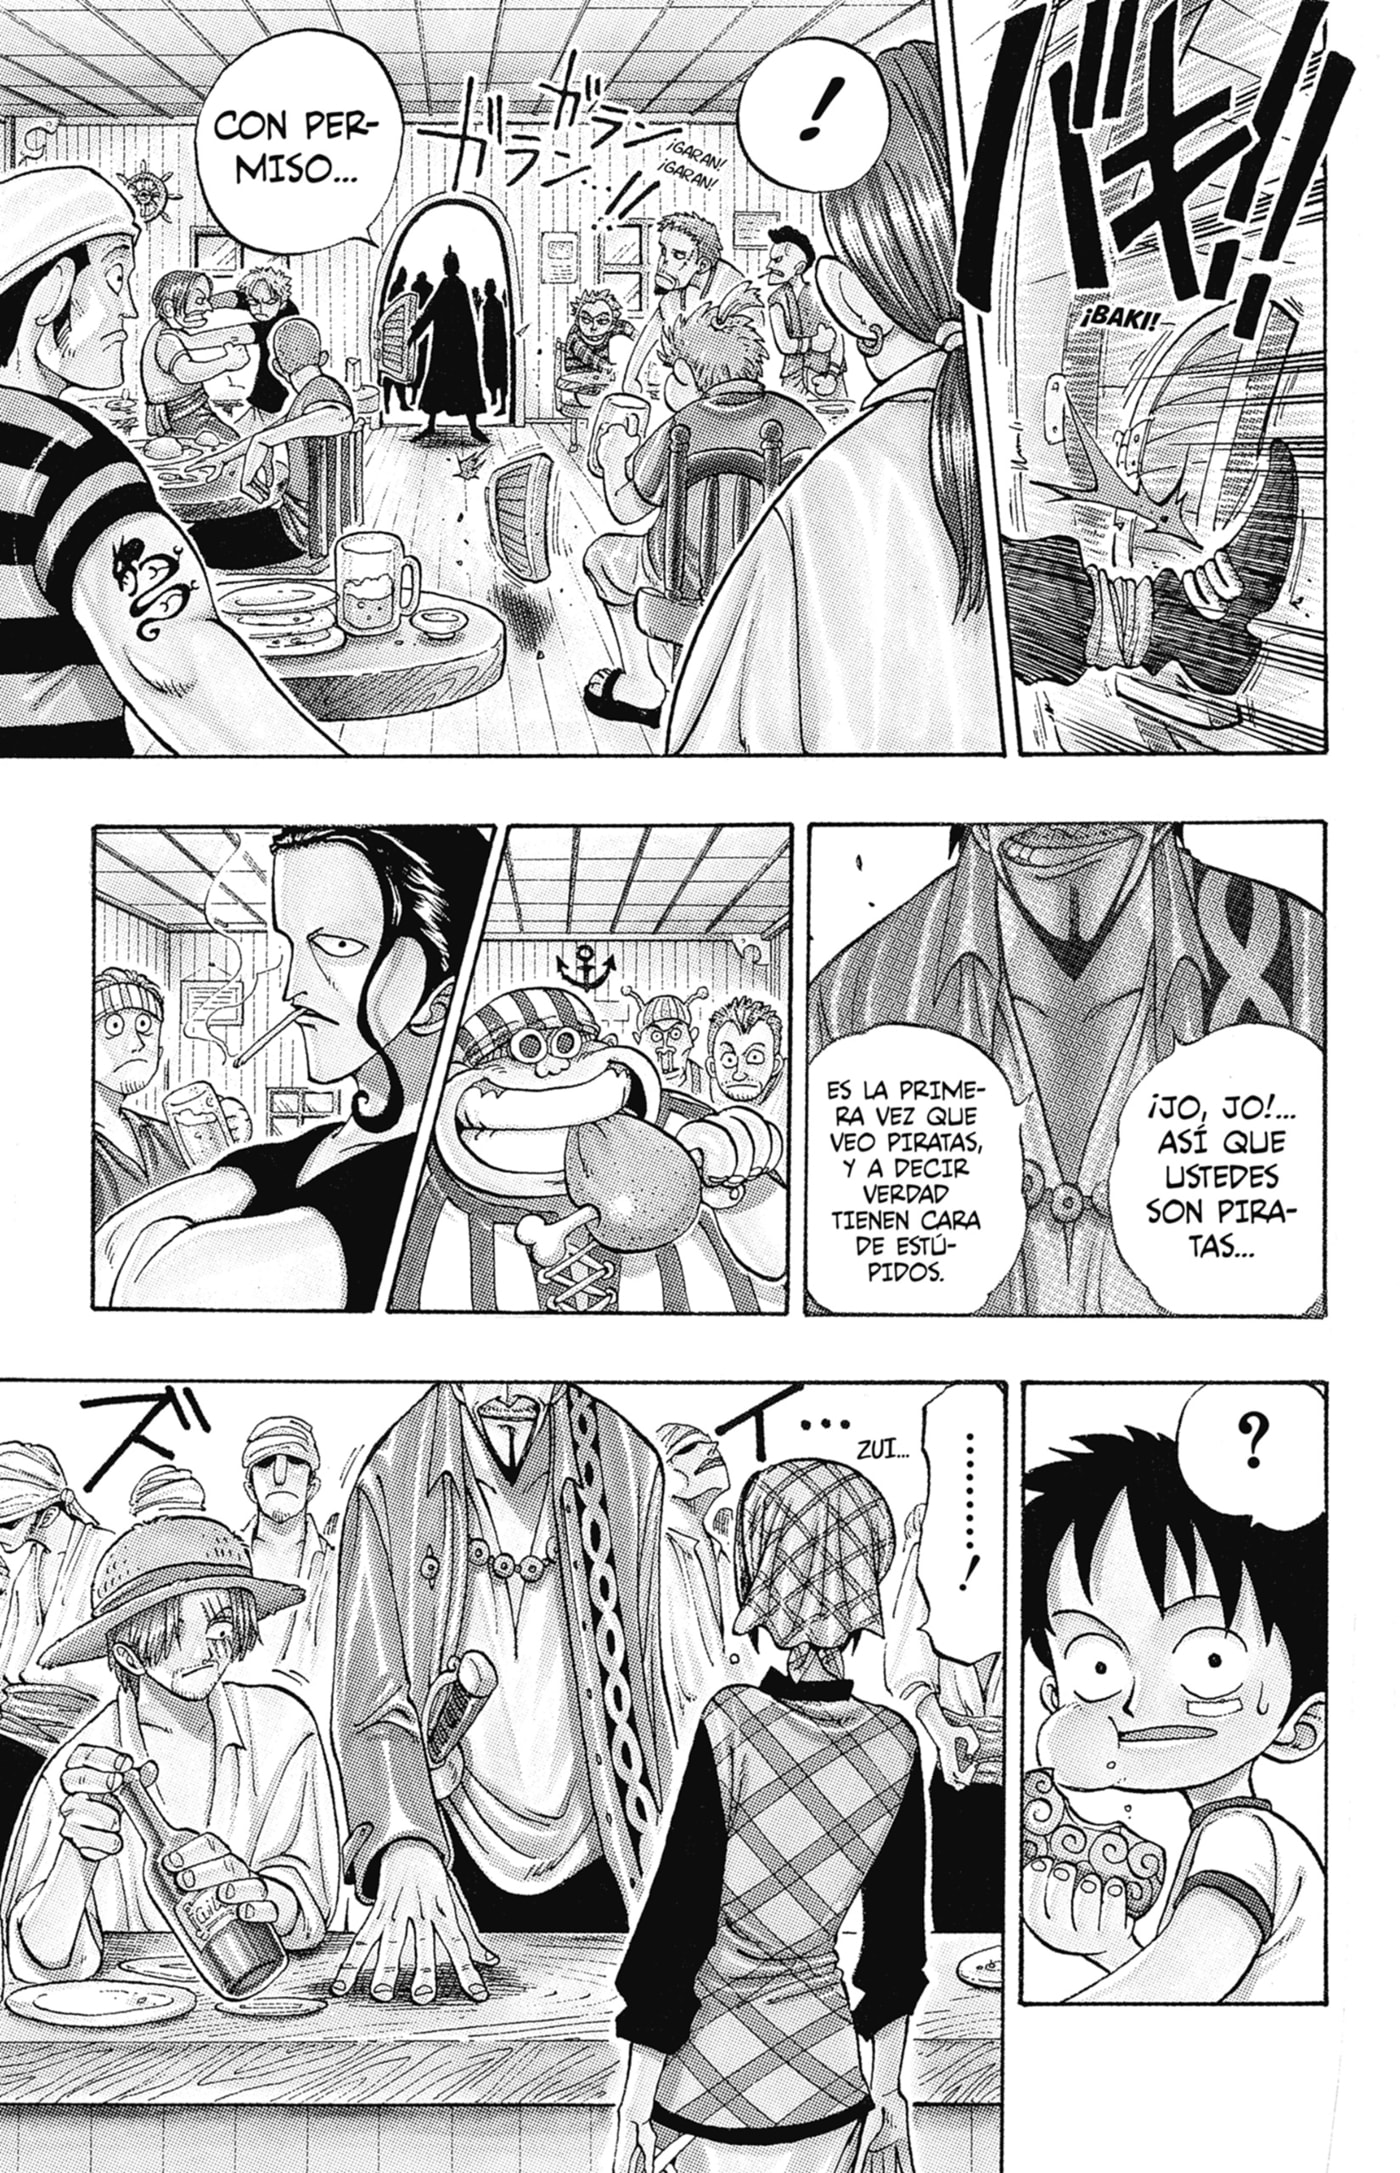 バキ!!
¡BAKI!
!
ガラン
ガラン...!!
¡GARAN!
¡GARAN!
CON PER-
MISO...
¡JO, JO!...
ASÍ QUE
USTEDES
SON PIRA-
TAS...
ES LA PRIME-
RA VEZ QUE
VEO PIRATAS,
Y A DECIR
VERDAD
TIENEN CARA
DE ESTÚ-
PIDOS.
?
........!
ズイ...
ZUI...